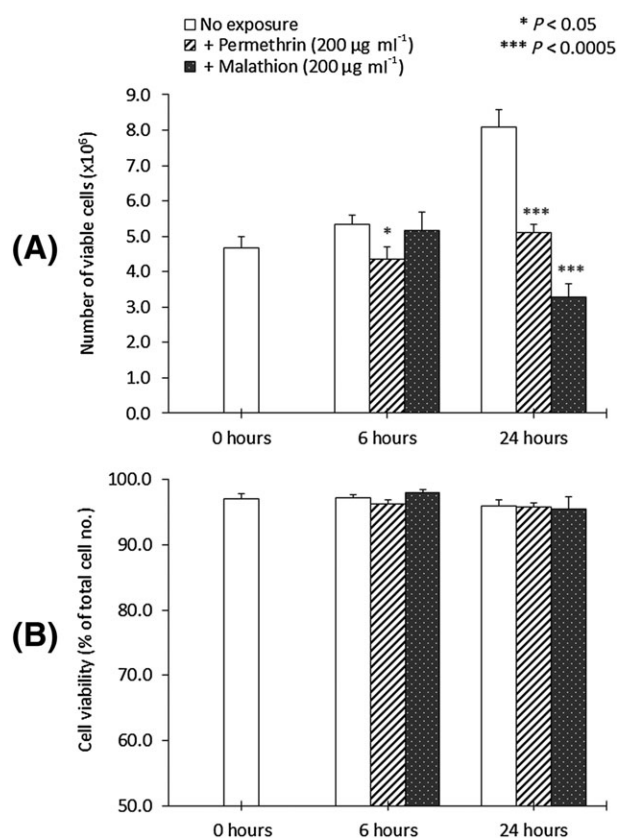 No exposure
+ Permethrin (200 µg ml⁻¹)
+ Malathion (200 µg ml⁻¹)
* P < 0.05
*** P < 0.0005
(A)
Number of viable cells (x10⁶)
9.0
8.0
7.0
6.0
5.0
4.0
3.0
2.0
1.0
0.0
*
***
***
0 hours
6 hours
24 hours
(B)
Cell viability (% of total cell no.)
100.0
90.0
80.0
70.0
60.0
50.0
0 hours
6 hours
24 hours